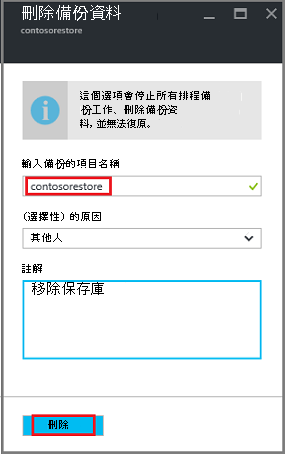 刪除備份資料
contosorestore
這個選項會停止所有排程備
份工作、刪除備份資
料, 並無法復原。
輸入備份的項目名稱
contosorestore
(選擇性) 的原因
其他人
註解
移除保存庫
刪除